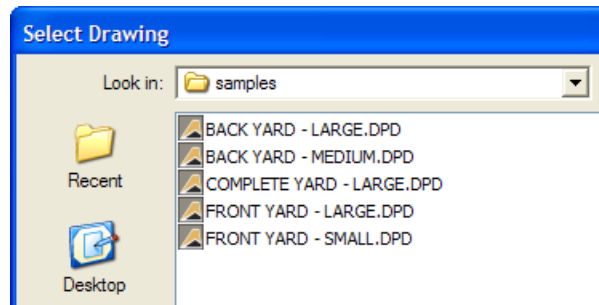 Select Drawing
Look in: samples
BACK YARD - LARGE.DPD
BACK YARD - MEDIUM.DPD
COMPLETE YARD - LARGE.DPD
FRONT YARD - LARGE.DPD
FRONT YARD - SMALL.DPD
Recent
Desktop